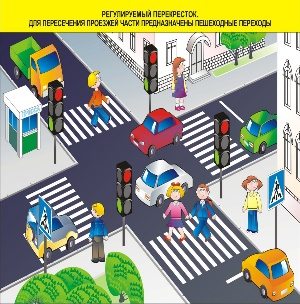 РЕГУЛИРУЕМЫЙ ПЕРЕКРЕСТОК.
ДЛЯ ПЕРЕСЕЧЕНИЯ ПРОЕЗЖЕЙ ЧАСТИ ПРЕДНАЗНАЧЕНЫ ПЕШЕХОДНЫЕ ПЕРЕХОДЫ